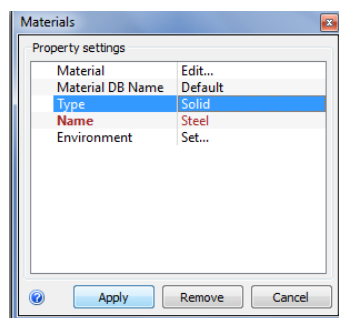 Materials
Property settings
Material Edit...
Material DB Name Default
Type Solid
Name Steel
Environment Set...
Apply Remove Cancel